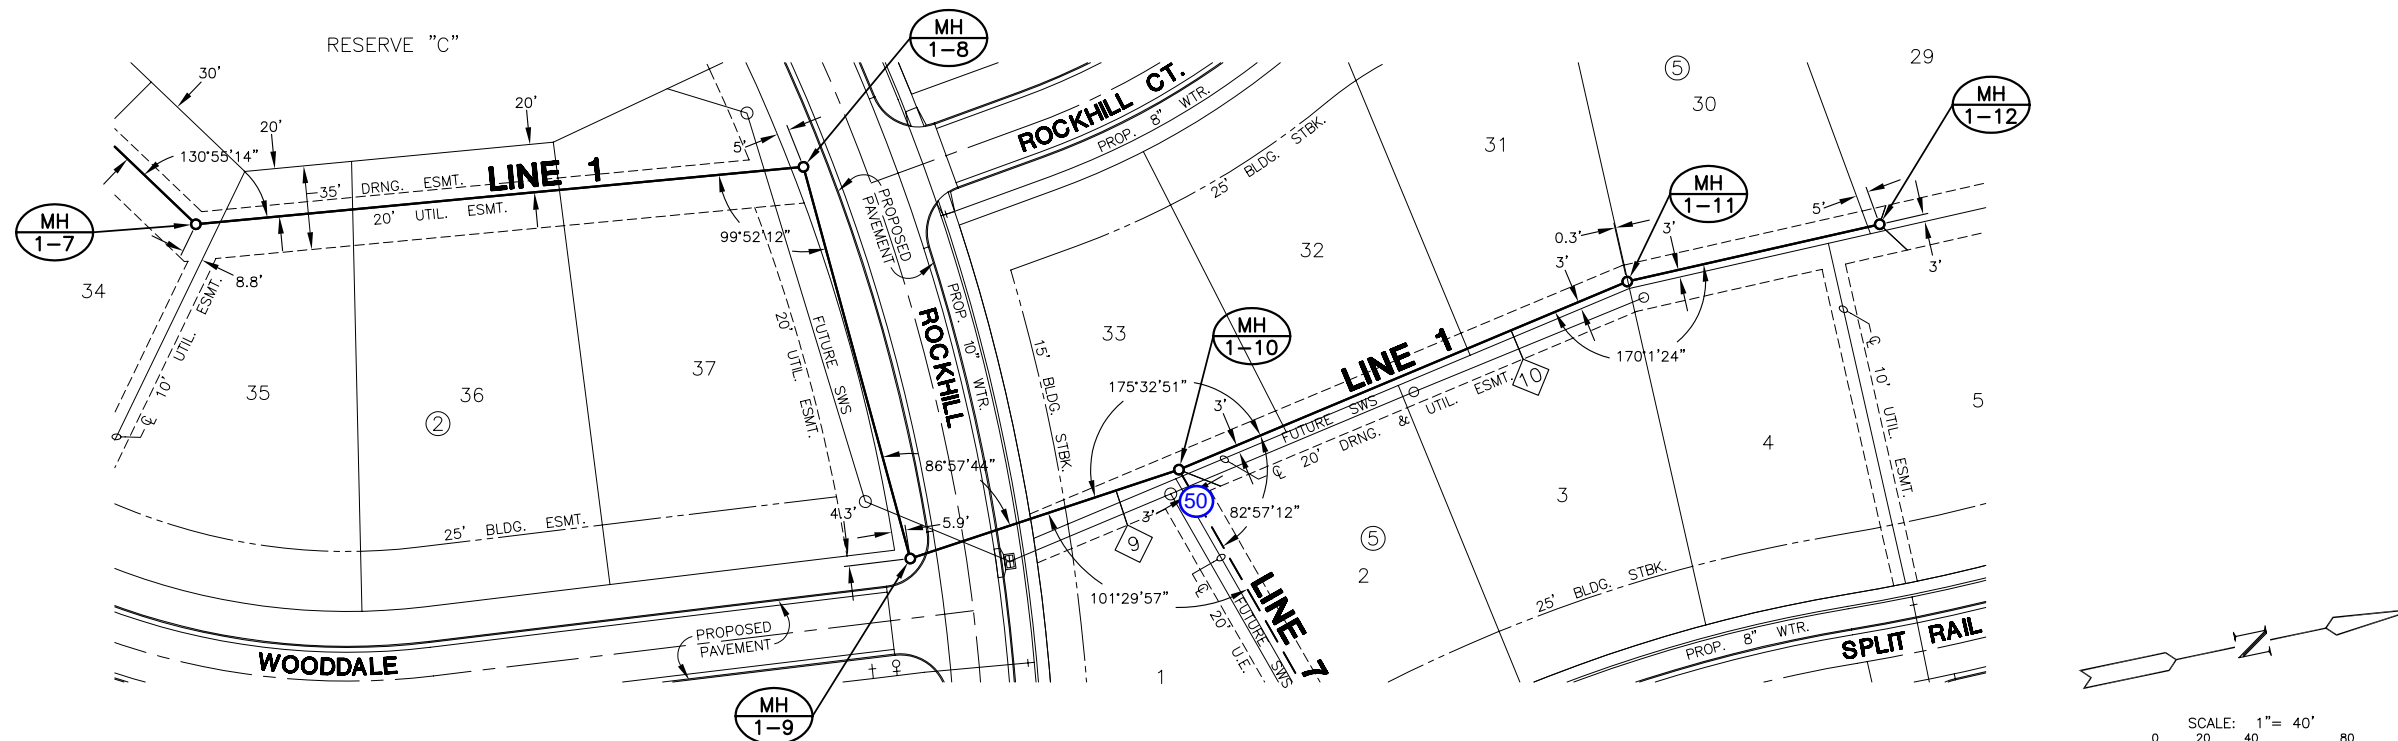 RESERVE "C"
MH
1-8
29
5
30
MH
1-12
30'
20'
20'
ROCKHILL CT.
PROP. 8" WTR.
31
130°55'14"
5'
LINE 1
35' DRNG. ESMT.
20' UTIL. ESMT.
25' BLDG. STBK.
MH
1-11
5'
MH
1-7
99°52'12"
PROPOSED
PAVEMENT
0.3'
3'
32
3'
3'
34
8.8'
10' UTIL. ESMT.
20' UTIL. ESMT.
FUTURE SWS
ROCKHILL
PROP. 10" WTR.
33
15' BLDG. STBK.
MH
1-10
LINE 1
170°1'24"
10
℄ 10' UTIL. ESMT.
5
37
35
36
2
175°32'51"
3'
FUTURE SWS
℄ 20' DRNG. & UTIL. ESMT.
4
℄
86°57'44"
3
25' BLDG. ESMT.
4.3'
5.9'
3'
50
82°57'12"
9
5
2
101°29'57"
℄ 20' U.E.
FUTURE SWS
LINE 7
25' BLDG. STBK.
PROPOSED
PAVEMENT
WOODDALE
1
PROP. 8" WTR.
SPLIT RAIL
N
MH
1-9
SCALE: 1"= 40'
0 20 40 80